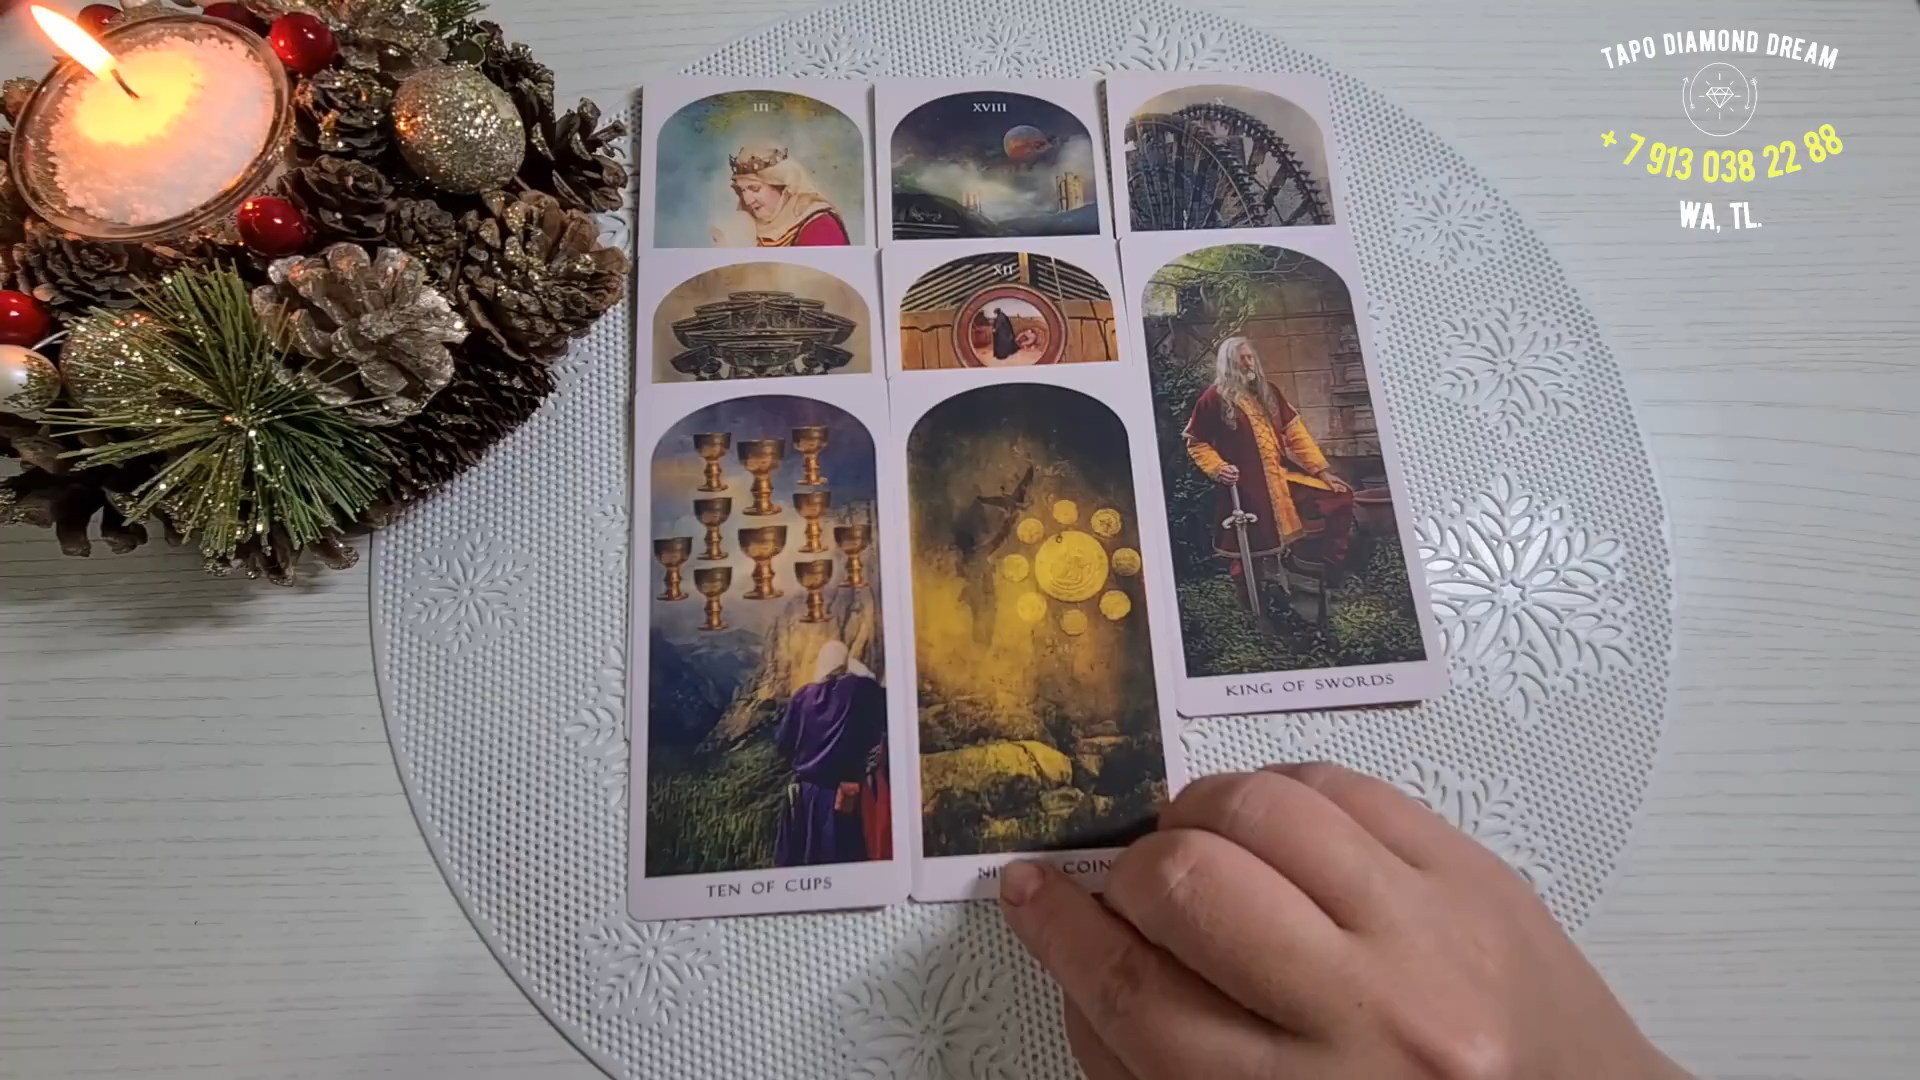 TAPO DIAMOND DREAM
+ 7 913 038 22 88
WA, TL.
III
XVIII
X
XII
KING OF SWORDS
TEN OF CUPS
COIN